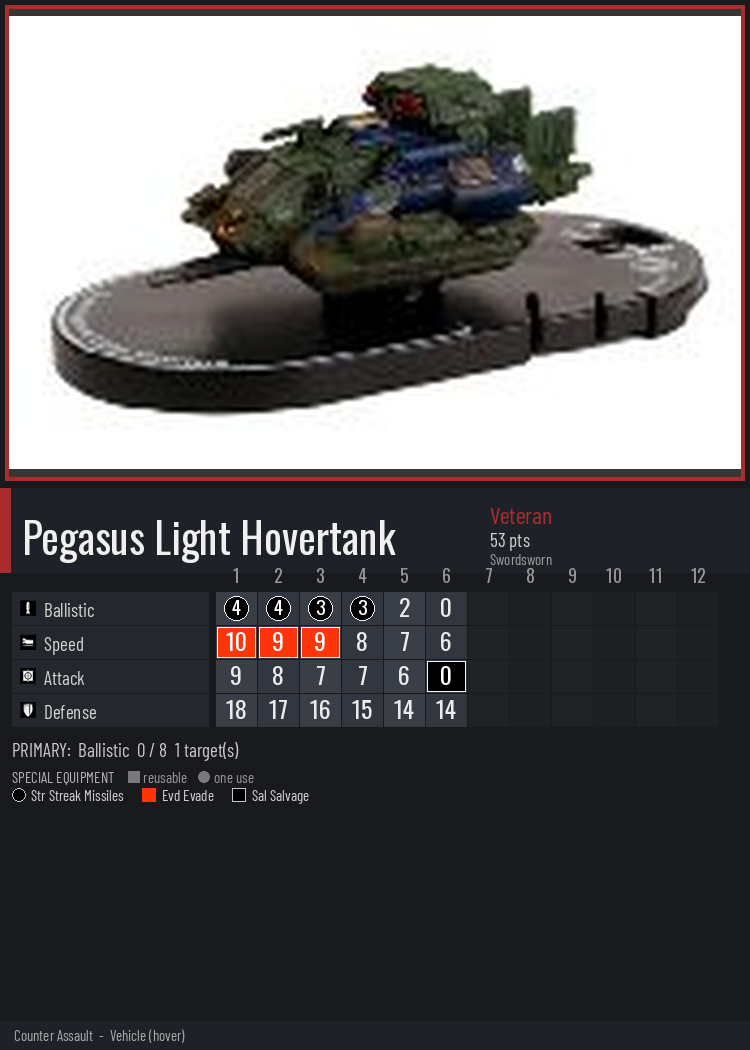 Pegasus Light Hovertank
Veteran
53 pts
Swordsworn
1 2 3 4 5 6 7 8 9 10 11 12
Ballistic 4 4 3 3 2 0
Speed 10 9 9 8 7 6
Attack 9 8 7 7 6 0
Defense 18 17 16 15 14 14
PRIMARY: Ballistic 0 / 8 1 target(s)
SPECIAL EQUIPMENT reusable one use
Str Streak Missiles Evd Evade Sal Salvage
Counter Assault - Vehicle (hover)